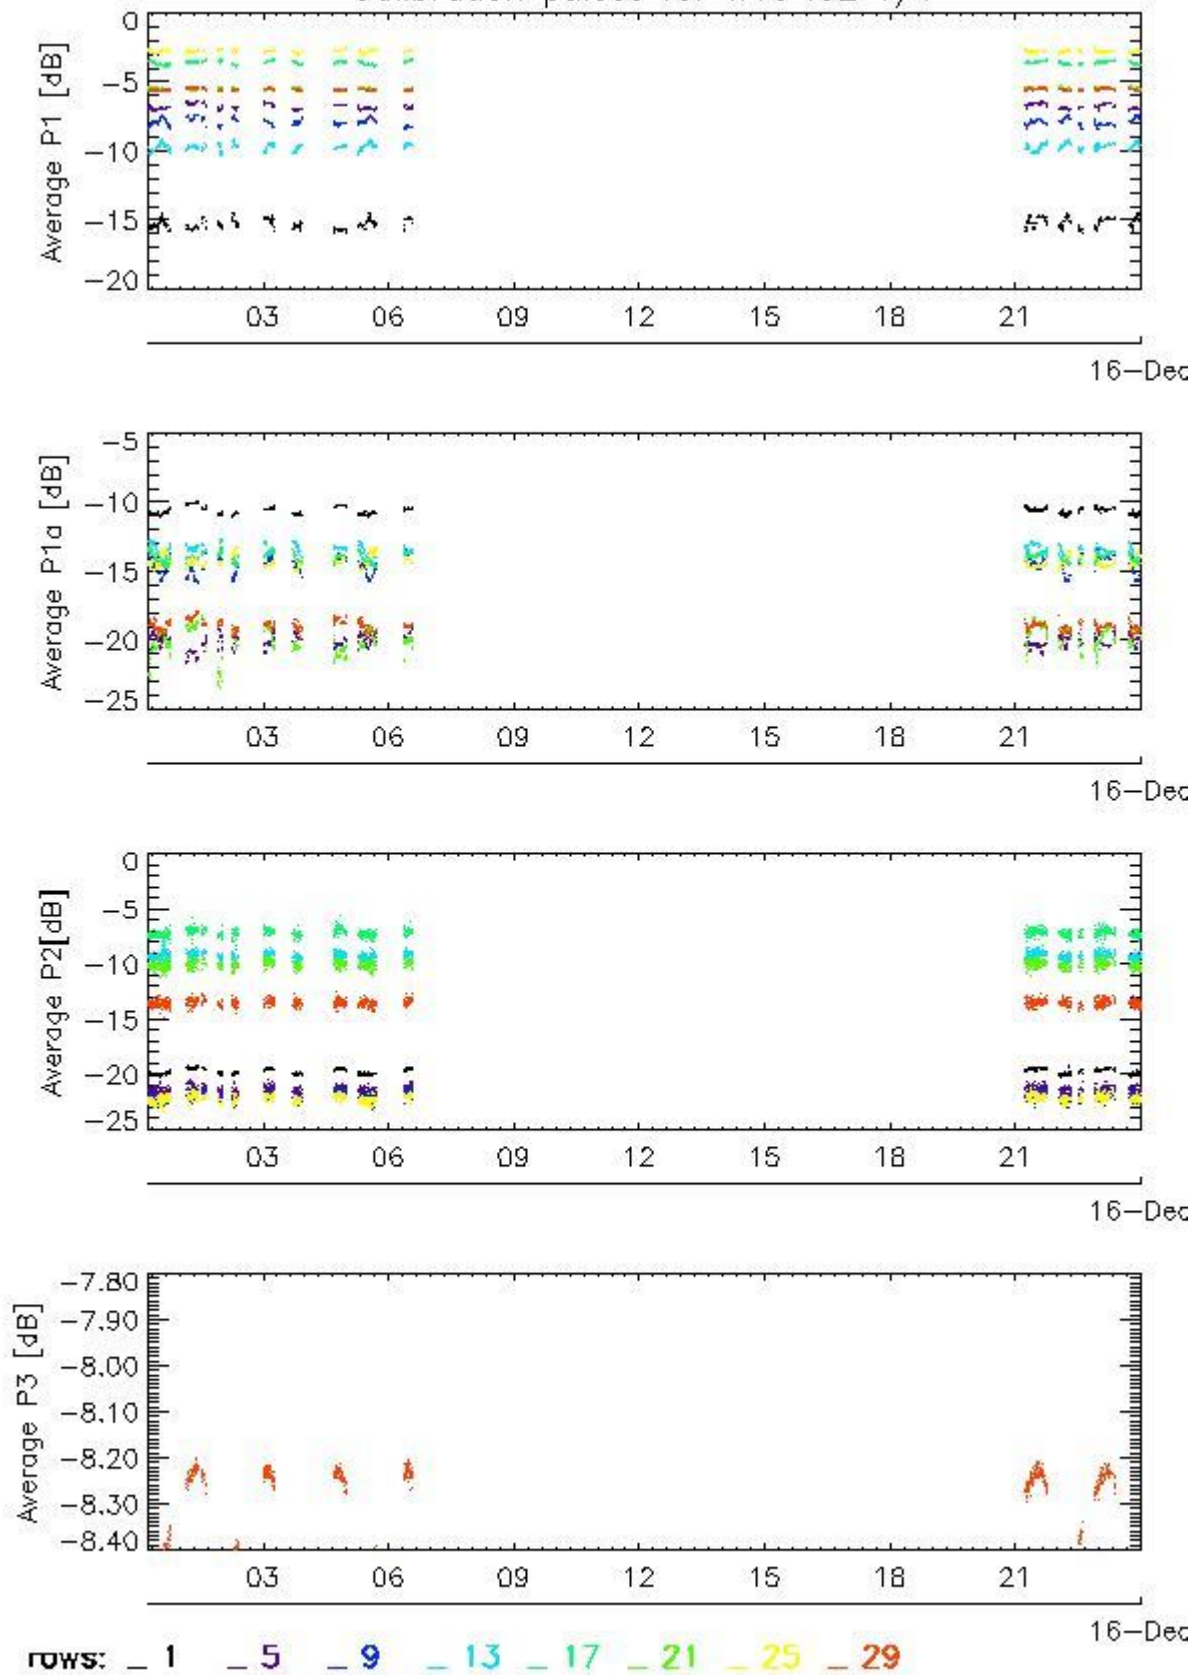 0
Average P1 [dB]
-5
-10
-15
-20
03 06 09 12 15 18 21
16-Dec
-5
Average P1a [dB]
-10
-15
-20
-25
03 06 09 12 15 18 21
16-Dec
0
Average P2[dB]
-5
-10
-15
-20
-25
03 06 09 12 15 18 21
16-Dec
-7.80
Average P3 [dB]
-7.90
-8.00
-8.10
-8.20
-8.30
-8.40
03 06 09 12 15 18 21
16-Dec
rows: _ 1 _ 5 _ 9 _ 13 _ 17 _ 21 _ 25 _ 29